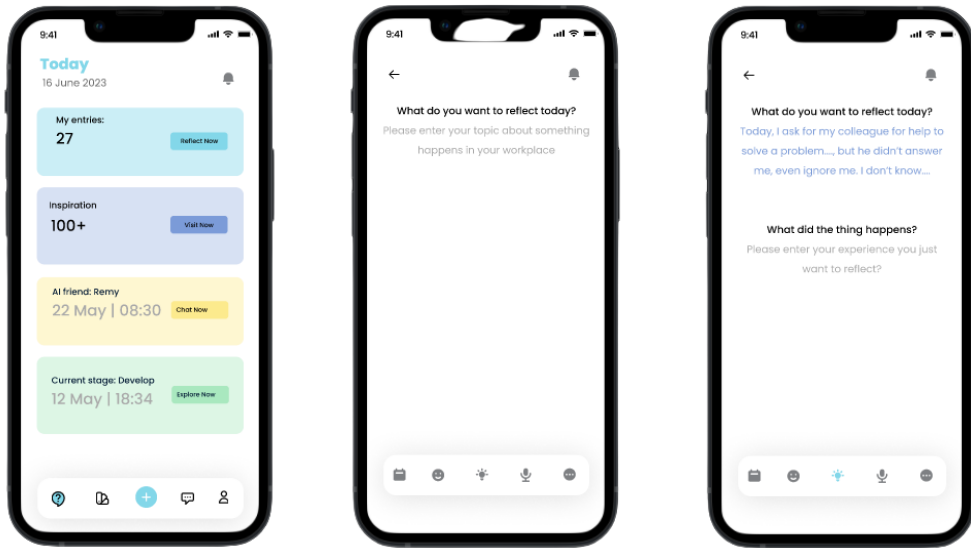 9:41
Today
16 June 2023
My entries:
27
Reflect Now
Inspiration
100+
Visit Now
AI friend: Remy
22 May | 08:30
Chat Now
Current stage: Develop
12 May | 18:34
Explore Now
9:41
What do you want to reflect today?
Please enter your topic about something
happens in your workplace
9:41
What do you want to reflect today?
Today, I ask for my colleague for help to
solve a problem...., but he didn't answer
me, even ignore me. I don't know....
What did the thing happens?
Please enter your experience you just
want to reflect?